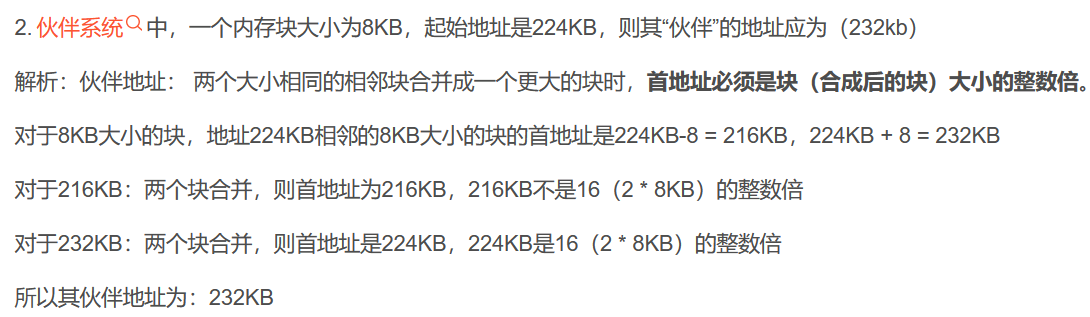 2. 伙伴系统中，一个内存块大小为8KB，起始地址是224KB，则其“伙伴”的地址应为（232kb）
解析：伙伴地址： 两个大小相同的相邻块合并成一个更大的块时，首地址必须是块（合成后的块）大小的整数倍。
对于8KB大小的块，地址224KB相邻的8KB大小的块的首地址是224KB-8 = 216KB，224KB + 8 = 232KB
对于216KB：两个块合并，则首地址为216KB，216KB不是16（2 * 8KB）的整数倍
对于232KB：两个块合并，则首地址是224KB，224KB是16（2 * 8KB）的整数倍
所以其伙伴地址为：232KB